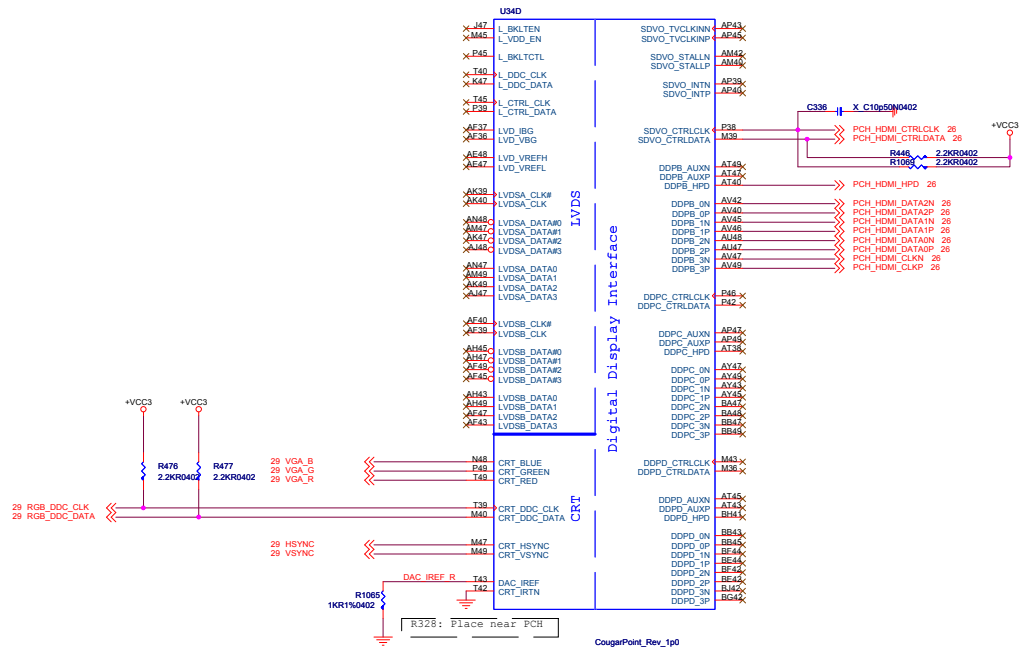 U34D
J47 L_BKLTEN
M45 L_VDD_EN
P45 L_BKLTCTL
T40 L_DDC_CLK
K47 L_DDC_DATA
T45 L_CTRL_CLK
P39 L_CTRL_DATA
AF37 LVD_IBG
AF36 LVD_VBG
AE48 LVD_VREFH
AE47 LVD_VREFL
AK39 LVDSA_CLK#
AK40 LVDSA_CLK
AN48 LVDSA_DATA#0
AM47 LVDSA_DATA#1
AK47 LVDSA_DATA#2
AJ48 LVDSA_DATA#3
AN47 LVDSA_DATA0
AM49 LVDSA_DATA1
AK49 LVDSA_DATA2
AJ47 LVDSA_DATA3
AF40 LVDSB_CLK#
AF39 LVDSB_CLK
AH45 LVDSB_DATA#0
AH47 LVDSB_DATA#1
AF49 LVDSB_DATA#2
AF45 LVDSB_DATA#3
AH43 LVDSB_DATA0
AH49 LVDSB_DATA1
AF47 LVDSB_DATA2
AF43 LVDSB_DATA3
LVDS
Digital Display Interface
CRT
SDVO_TVCLKINN AP43
SDVO_TVCLKINP AP45
SDVO_STALLN AM42
SDVO_STALLP AM40
SDVO_INTN AP39
SDVO_INTP AP40
SDVO_CTRLCLK P38
SDVO_CTRLDATA M39
C336 X_C10p50N0402
PCH_HDMI_CTRLCLK 26
PCH_HDMI_CTRLDATA 26
+VCC3
R446 2.2KR0402
R1069 2.2KR0402
DDPB_AUXN AT49
DDPB_AUXP AT47
DDPB_HPD AT40 PCH_HDMI_HPD 26
DDPB_0N AV42 PCH_HDMI_DATA2N 26
DDPB_0P AV40 PCH_HDMI_DATA2P 26
DDPB_1N AV45 PCH_HDMI_DATA1N 26
DDPB_1P AV46 PCH_HDMI_DATA1P 26
DDPB_2N AU48 PCH_HDMI_DATA0N 26
DDPB_2P AU47 PCH_HDMI_DATA0P 26
DDPB_3N AV47 PCH_HDMI_CLKN 26
DDPB_3P AV49 PCH_HDMI_CLKP 26
DDPC_CTRLCLK P46
DDPC_CTRLDATA P42
DDPC_AUXN AP47
DDPC_AUXP AP49
DDPC_HPD AT38
DDPC_0N AY47
DDPC_0P AY49
DDPC_1N AY43
DDPC_1P AY45
DDPC_2N BA47
DDPC_2P BA48
DDPC_3N BB47
DDPC_3P BB49
DDPD_CTRLCLK M43
DDPD_CTRLDATA M36
DDPD_AUXN AT45
DDPD_AUXP AT43
DDPD_HPD BH41
DDPD_0N BB43
DDPD_0P BB45
DDPD_1N BF44
DDPD_1P BE44
DDPD_2N BF42
DDPD_2P BE42
DDPD_3N BJ42
DDPD_3P BG42
+VCC3 +VCC3
R476 2.2KR0402
R477 2.2KR0402
29 VGA_B N48 CRT_BLUE
29 VGA_G P49 CRT_GREEN
29 VGA_R T49 CRT_RED
29 RGB_DDC_CLK T39 CRT_DDC_CLK
29 RGB_DDC_DATA M40 CRT_DDC_DATA
29 HSYNC M47 CRT_HSYNC
29 VSYNC M49 CRT_VSYNC
DAC_IREF_R T43 DAC_IREF
T42 CRT_IRTN
R1065
1KR1%0402
R328: Place near PCH
CougarPoint_Rev_1p0